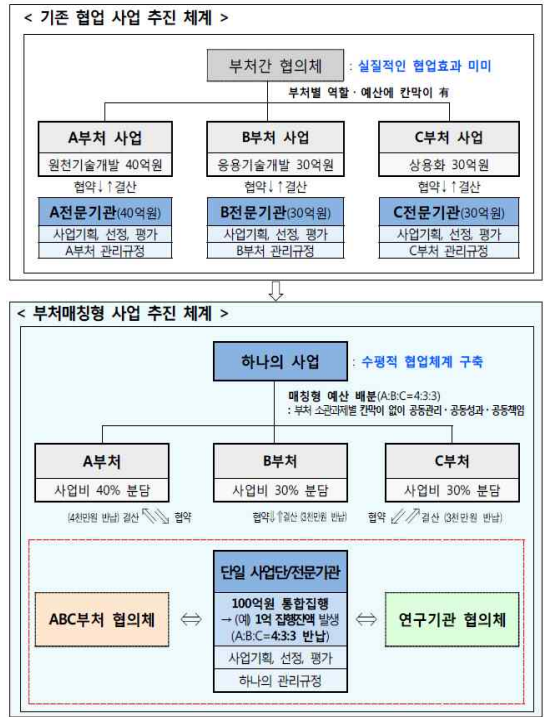 < 기존 협업 사업 추진 체계 >
부처간 협의체 : 실질적인 협업효과 미미
부처별 역할·예산에 칸막이 有
A부처 사업 B부처 사업 C부처 사업
원천기술개발 40억원 응용기술개발 30억원 상용화 30억원
협약↓↑결산 협약↓↑결산 협약↓↑결산
A전문기관(40억원) B전문기관(30억원) C전문기관(30억원)
사업기획, 선정, 평가 사업기획, 선정, 평가 사업기획, 선정, 평가
A부처 관리규정 B부처 관리규정 C부처 관리규정
< 부처매칭형 사업 추진 체계 >
하나의 사업 : 수평적 협업체계 구축
매칭형 예산 배분(A:B:C=4:3:3)
: 부처 소관과제별 칸막이 없이 공동관리·공동성과·공동책임
A부처 B부처 C부처
사업비 40% 분담 사업비 30% 분담 사업비 30% 분담
(4천만원 반납) 결산 협약 협약⇓⇑결산 (3천만원 반납) 협약 결산 (3천만원 반납)
단일 사업단/전문기관
ABC부처 협의체 ⇔ 100억원 통합집행 ⇔ 연구기관 협의체
→ (예) 1억 집행잔액 발생
(A:B:C=4:3:3 반납)
사업기획, 선정, 평가
하나의 관리규정